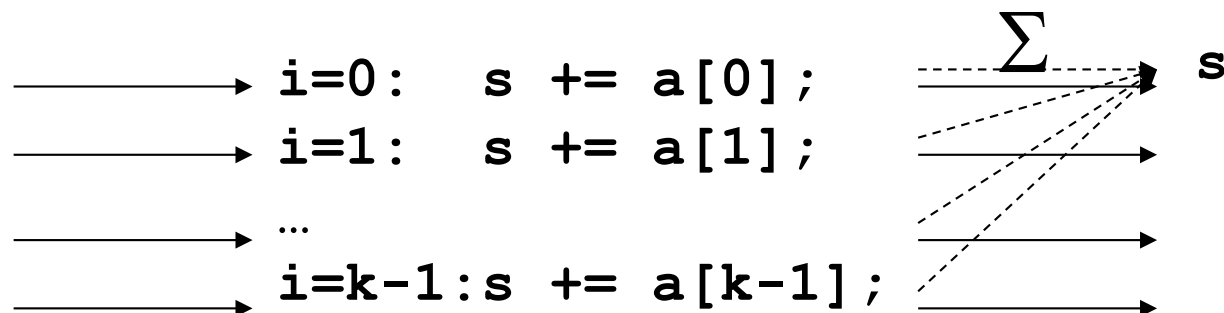 i=0: s += a[0]; ∑ s
i=1: s += a[1];
…
i=k-1:s += a[k-1];